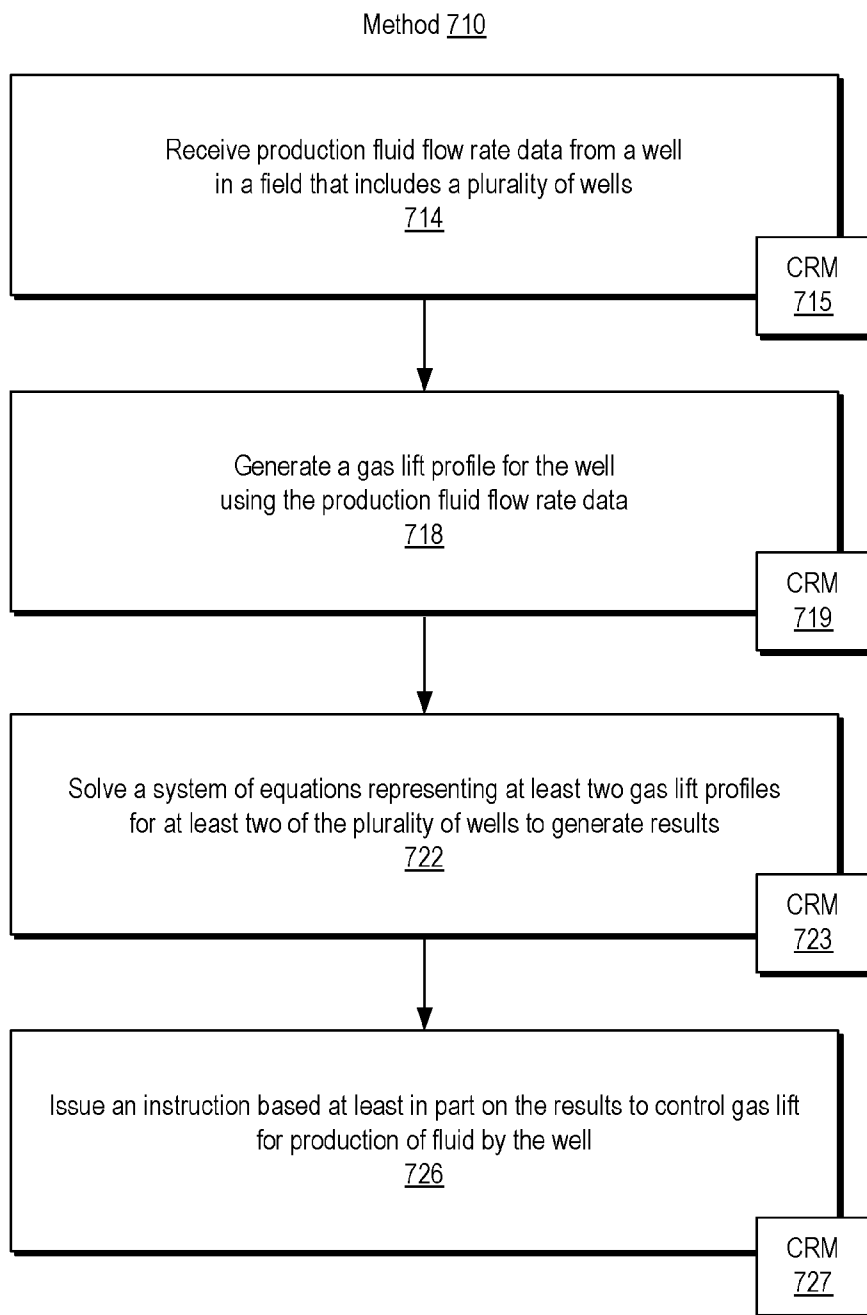 Method 710
Receive production fluid flow rate data from a well
in a field that includes a plurality of wells
714
CRM
715
Generate a gas lift profile for the well
using the production fluid flow rate data
718
CRM
719
Solve a system of equations representing at least two gas lift profiles
for at least two of the plurality of wells to generate results
722
CRM
723
Issue an instruction based at least in part on the results to control gas lift
for production of fluid by the well
726
CRM
727